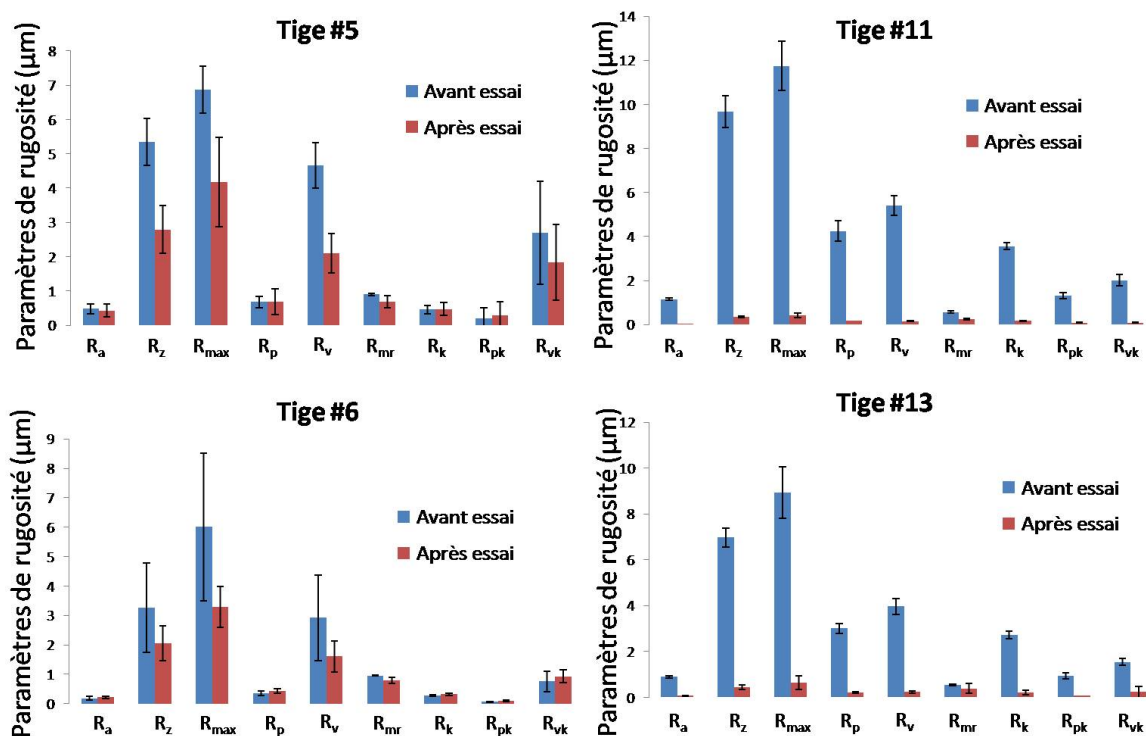 Tige #5
Paramètres de rugosité (µm)
8
7
6
5
4
3
2
1
0
Avant essai
Après essai
Ra Rz Rmax Rp Rv Rmr Rk Rpk Rvk
Tige #11
Paramètres de rugosité (µm)
14
12
10
8
6
4
2
0
Avant essai
Après essai
Ra Rz Rmax Rp Rv Rmr Rk Rpk Rvk
Tige #6
Paramètres de rugosité (µm)
9
8
7
6
5
4
3
2
1
0
Avant essai
Après essai
Ra Rz Rmax Rp Rv Rmr Rk Rpk Rvk
Tige #13
Paramètres de rugosité (µm)
12
10
8
6
4
2
0
Avant essai
Après essai
Ra Rz Rmax Rp Rv Rmr Rk Rpk Rvk